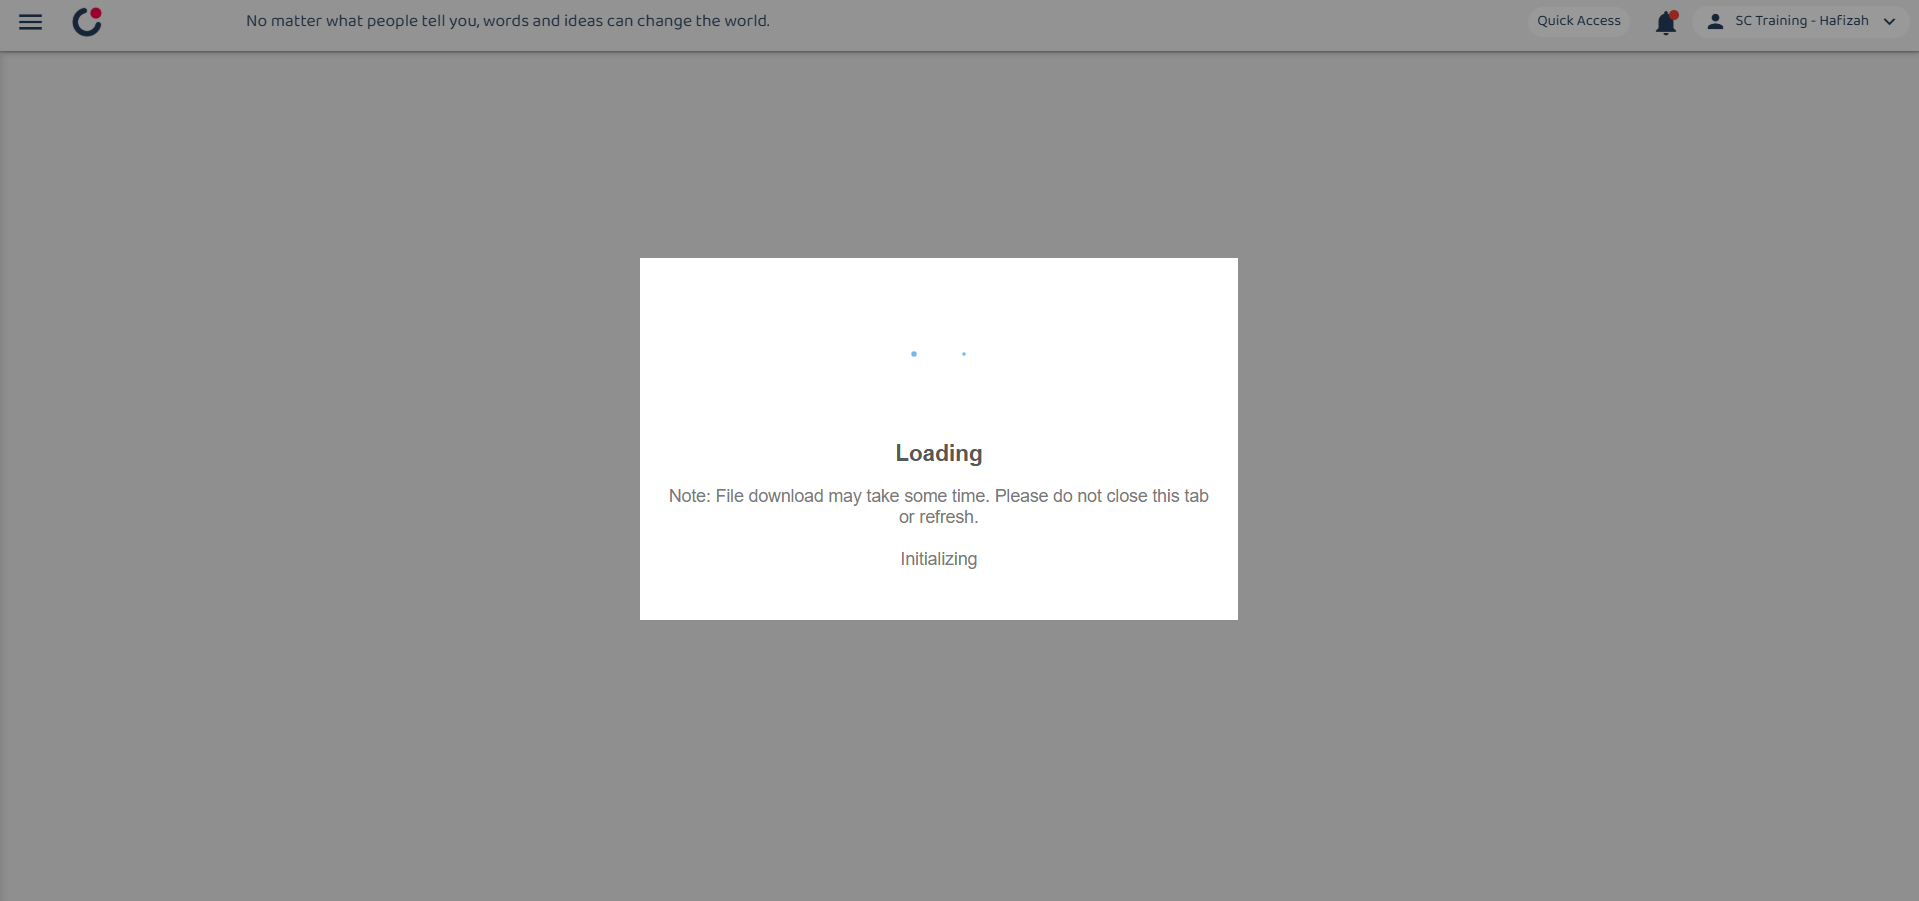 No matter what people tell you, words and ideas can change the world.
Quick Access
SC Training - Hafizah
Loading
Note: File download may take some time. Please do not close this tab
or refresh.
Initializing